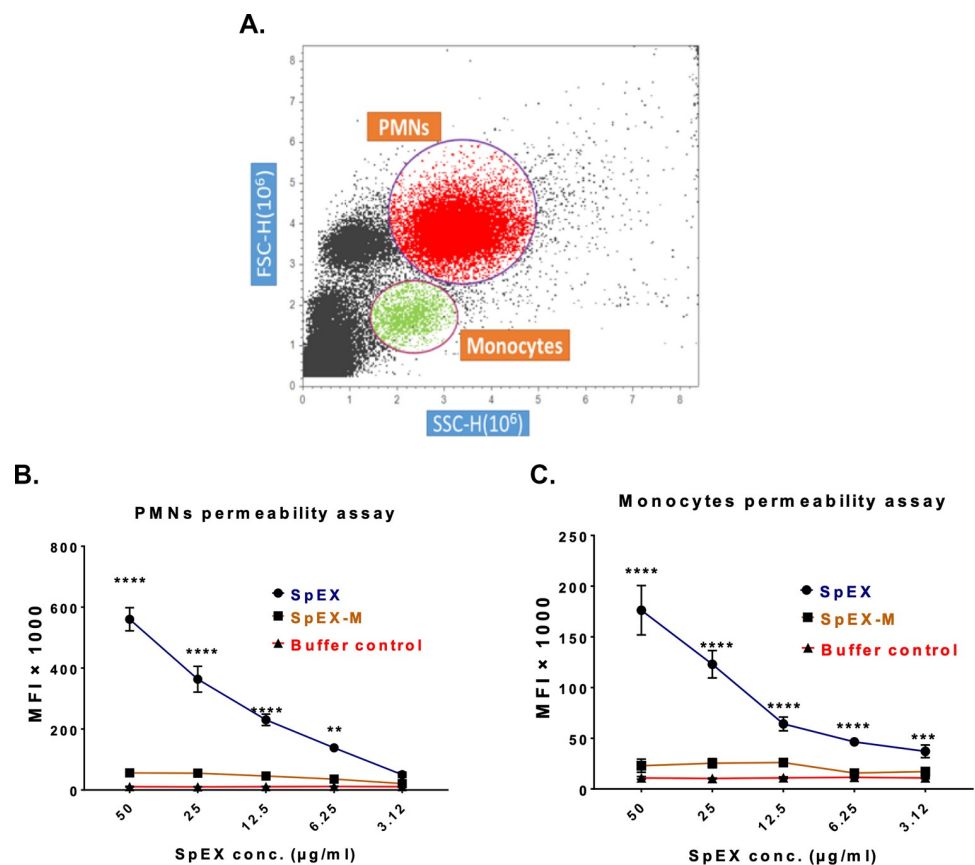 A.
8
7
6
5
4
3
2
1
0
FSC-H(10⁶)
PMNs
Monocytes
0 1 2 3 4 5 6 7 8
SSC-H(10⁶)
B.
PMNs permeability assay
800
600
400
200
0
MFI × 1000
****
****
****
**
SpEX
SpEX-M
Buffer control
50 25 12.5 6.25 3.12
SpEX conc. (µg/ml)
C.
Monocytes permeability assay
250
200
150
100
50
0
MFI × 1000
****
****
****
****
***
SpEX
SpEX-M
Buffer control
50 25 12.5 6.25 3.12
SpEX conc. (µg/ml)